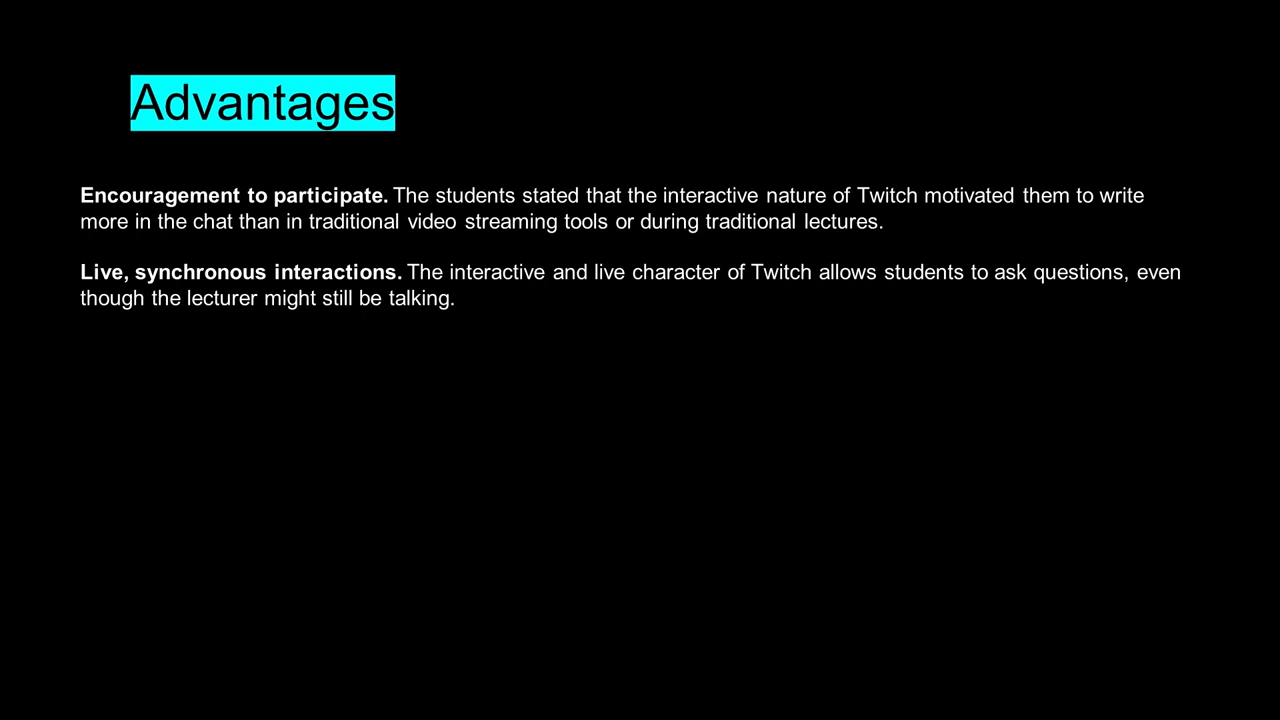 Advantages
Encouragement to participate. The students stated that the interactive nature of Twitch motivated them to write
more in the chat than in traditional video streaming tools or during traditional lectures.
Live, synchronous interactions. The interactive and live character of Twitch allows students to ask questions, even
though the lecturer might still be talking.